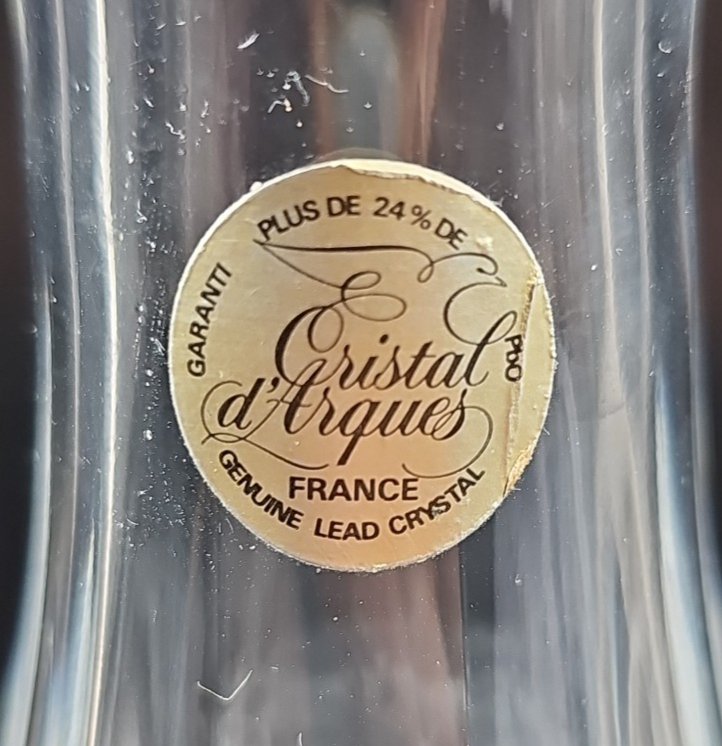 GARANTI PLUS DE 24% DE PbO
Cristal
d'Arques
FRANCE
GENUINE LEAD CRYSTAL